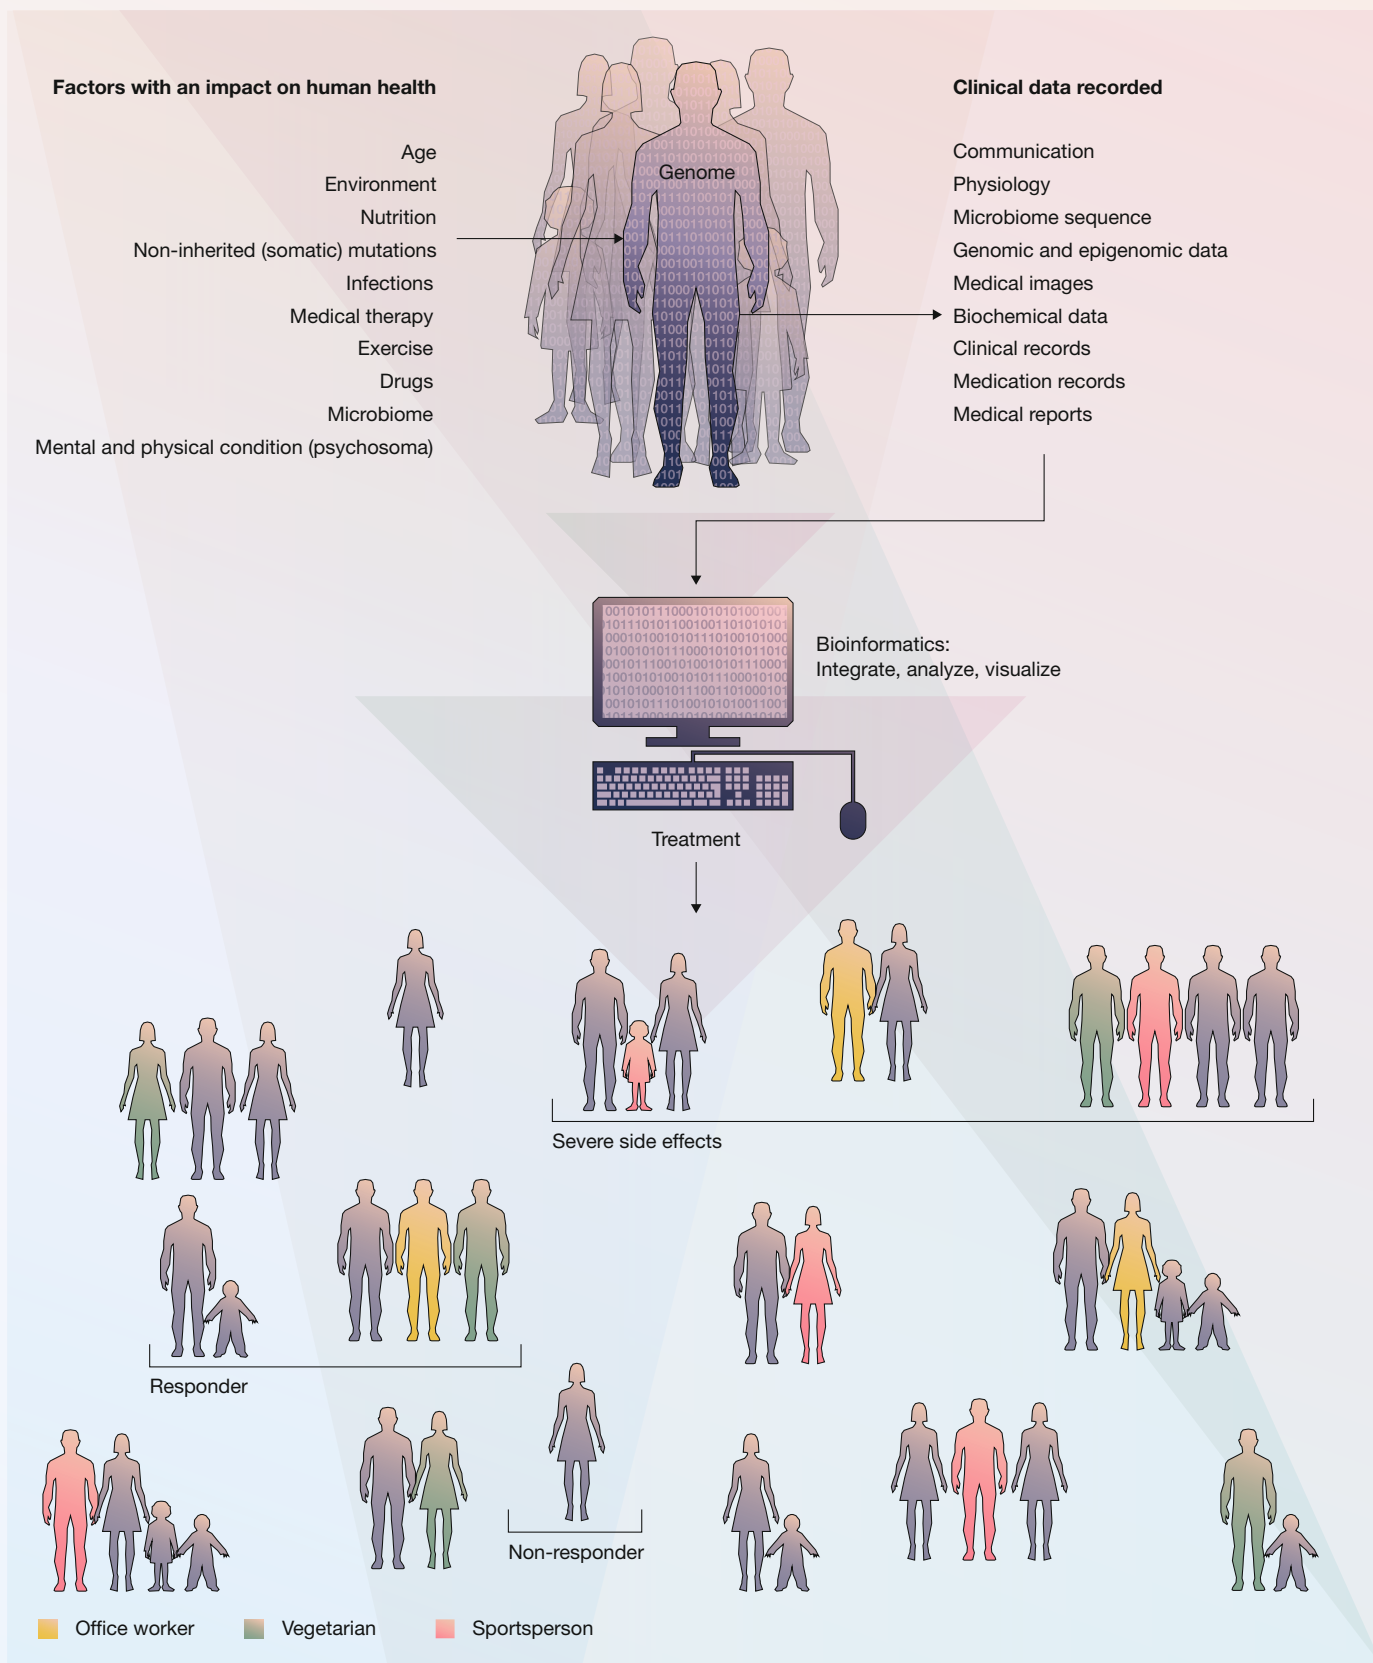 Factors with an impact on human health
Age
Environment
Nutrition
Non-inherited (somatic) mutations
Infections
Medical therapy
Exercise
Drugs
Microbiome
Mental and physical condition (psychosoma)
Genome
Clinical data recorded
Communication
Physiology
Microbiome sequence
Genomic and epigenomic data
Medical images
Biochemical data
Clinical records
Medication records
Medical reports
Bioinformatics:
Integrate, analyze, visualize
Treatment
Severe side effects
Responder
Non-responder
Office worker
Vegetarian
Sportsperson